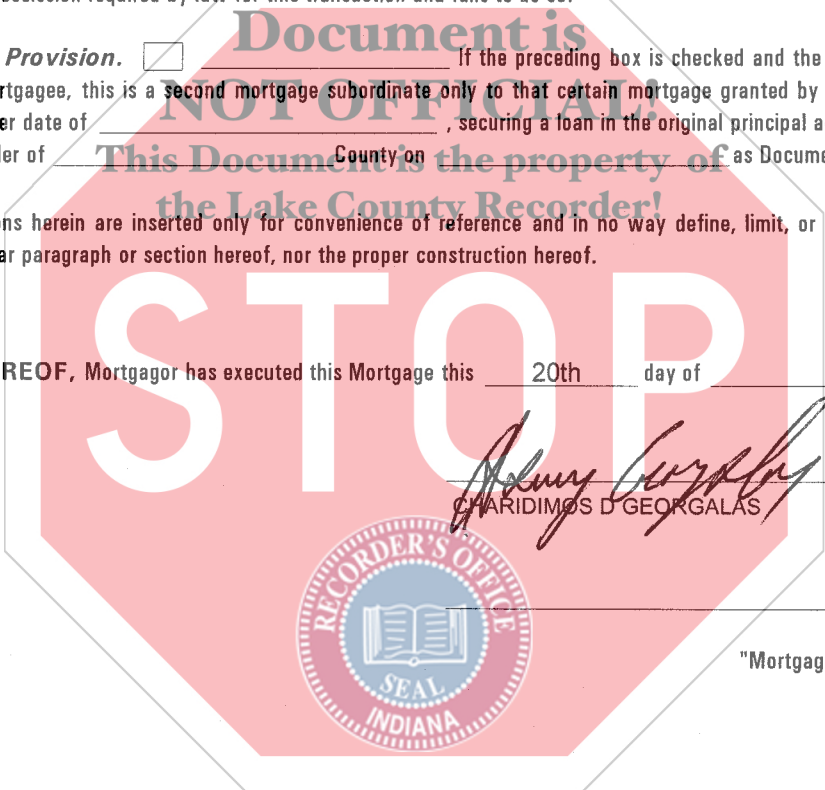 Document is
Provision. If the preceding box is checked and the
NOT OFFICIAL!
rtgagee, this is a second mortgage subordinate only to that certain mortgage granted by
er date of , securing a loan in the original principal a
This Document is the property of
der of County on as Docume
the Lake County Recorder!
ns herein are inserted only for convenience of reference and in no way define, limit, or
ar paragraph or section hereof, nor the proper construction hereof.
STOP
REOF, Mortgagor has executed this Mortgage this 20th day of
CHARIDIMOS D GEORGALAS
RECORDER'S OFFICE
SEAL
INDIANA
"Mortgag